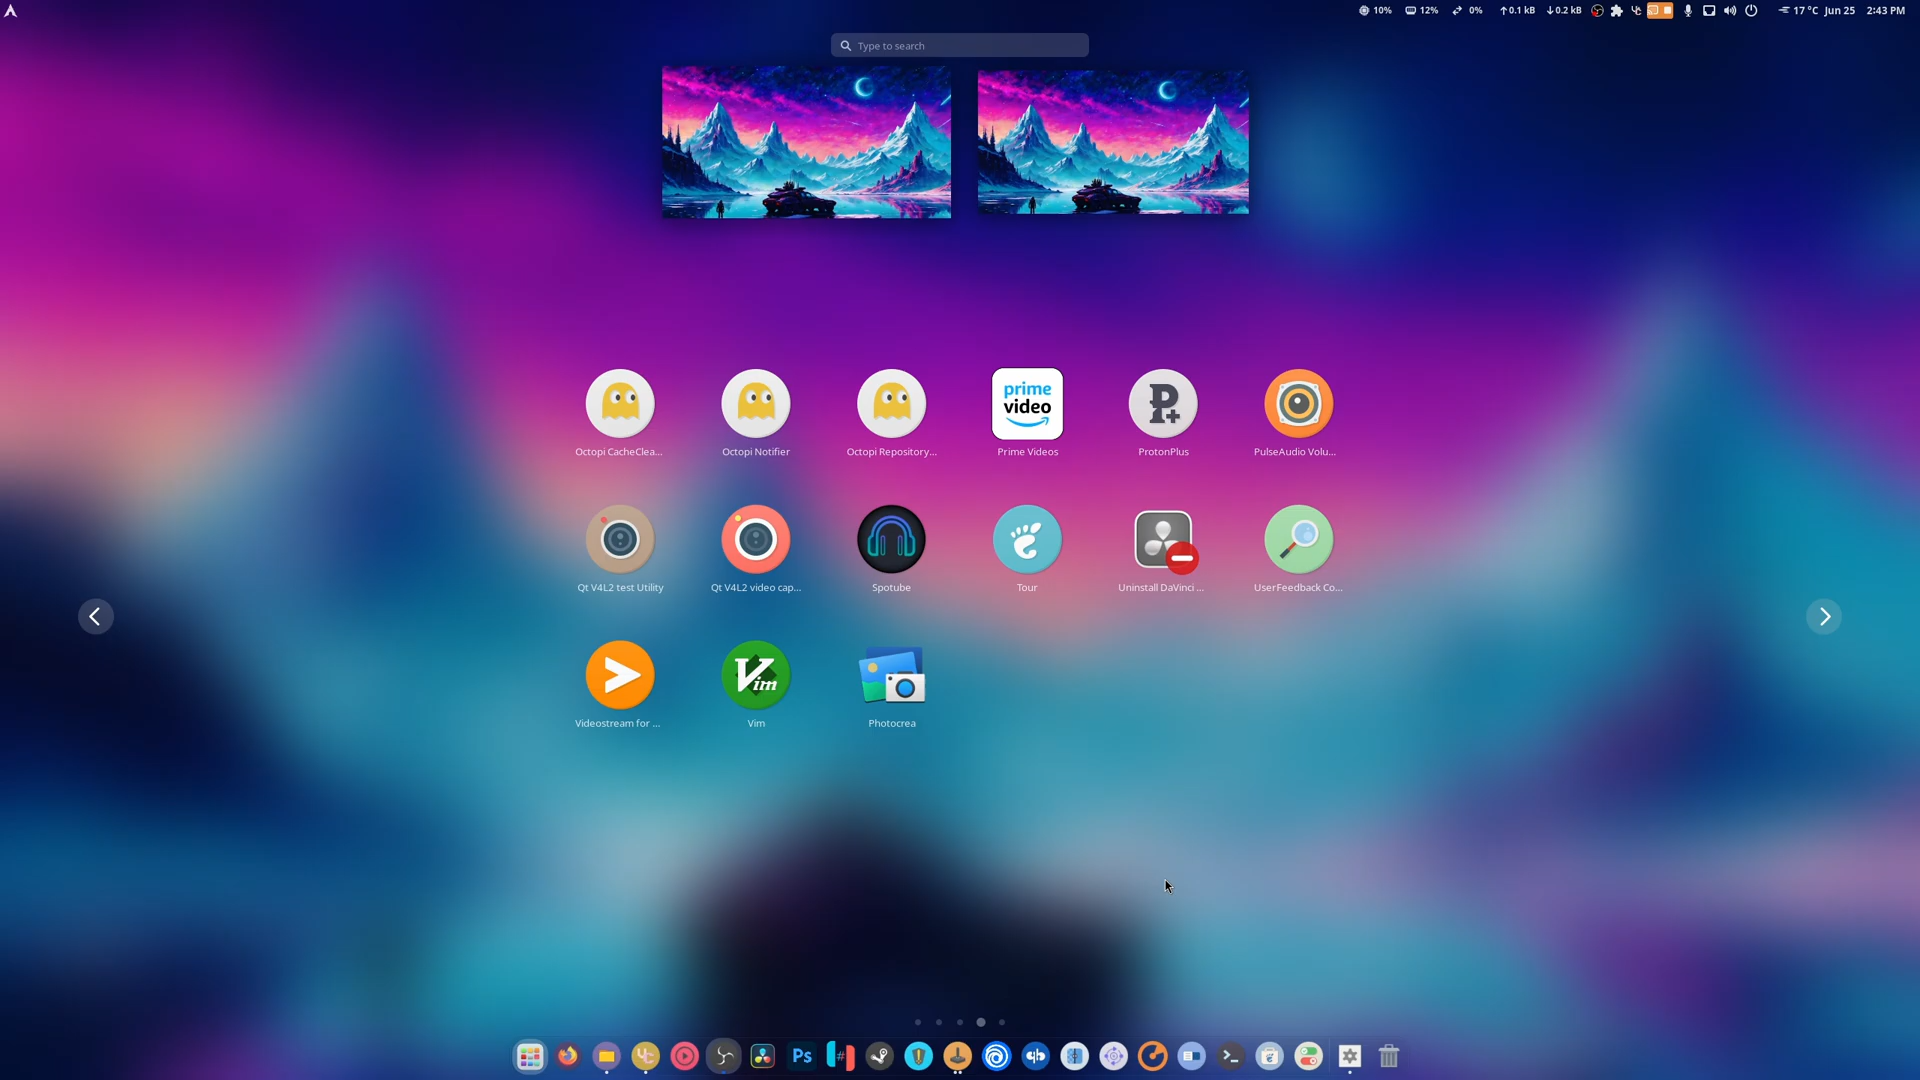 10% 12% 0% ↑0.1 kB ↓0.2 kB 17 °C Jun 25 2:43 PM
Type to search
prime
video
P+
Octopi CacheClea...
Octopi Notifier
Octopi Repository...
Prime Videos
ProtonPlus
PulseAudio Volu...
Qt V4L2 test Utility
Qt V4L2 video cap...
Spotube
Tour
Uninstall DaVinci ...
UserFeedback Co...
Vim
Videostream for ...
Vim
Photocrea
Ps